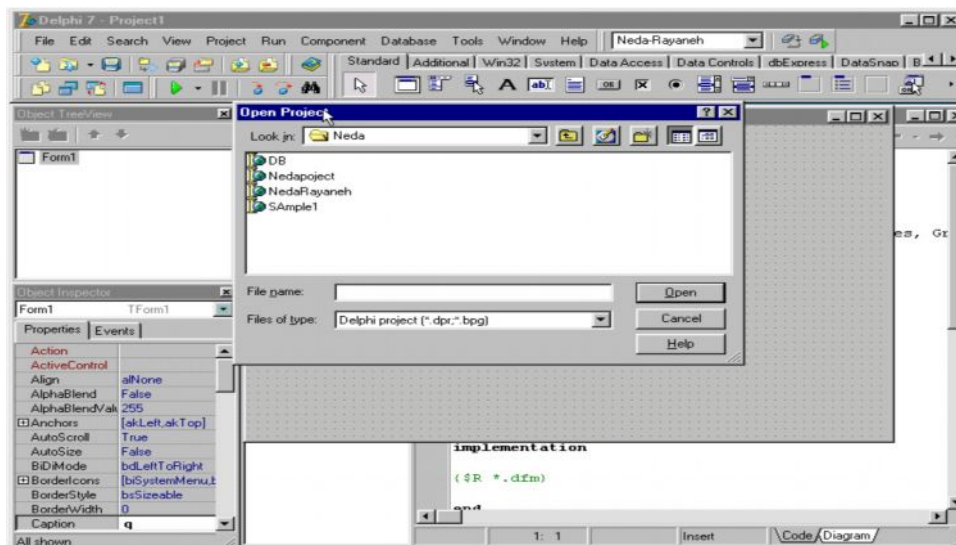 Delphi 7 - Project1
File Edit Search View Project Run Component Database Tools Window Help
Neda-Rayaneh
Standard Additional Win32 System Data Access Data Controls dbExpress DataSnap B
Object TreeView
Form1
Open Project
Look in: Neda
DB
Nedapoject
NedaRayaneh
SAmple1
File name:
Open
Files of type: Delphi project (*.dpr;*.bpg)
Cancel
Help
es, Gr
Object Inspector
Form1 TForm1
Properties Events
Action
ActiveControl
Align alNone
AlphaBlend False
AlphaBlendVal 255
Anchors [akLeft,akTop]
AutoScroll True
AutoSize False
BiDiMode bdLeftToRight
BorderIcons [biSystemMenu,b
BorderStyle bsSizeable
BorderWidth 0
Caption q
All shown
implementation
{$R *.dfm}
end
1: 1
Insert
Code Diagram